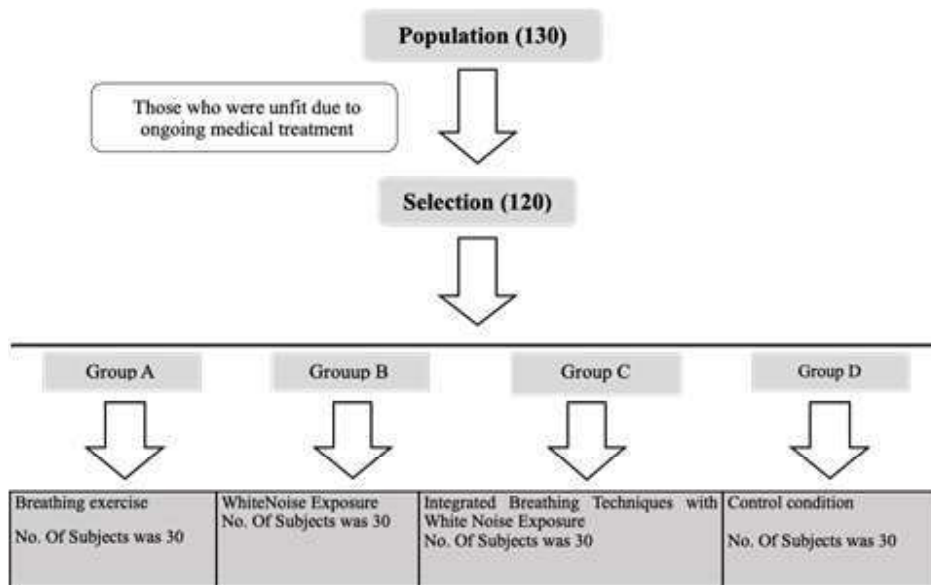 Population (130)
Those who were unfit due to
ongoing medical treatment
Selection (120)
Group A
Grouup B
Group C
Group D
Breathing exercise
No. Of Subjects was 30
WhiteNoise Exposure
No. Of Subjects was 30
Integrated Breathing Techniques with
White Noise Exposure
No. Of Subjects was 30
Control condition
No. Of Subjects was 30